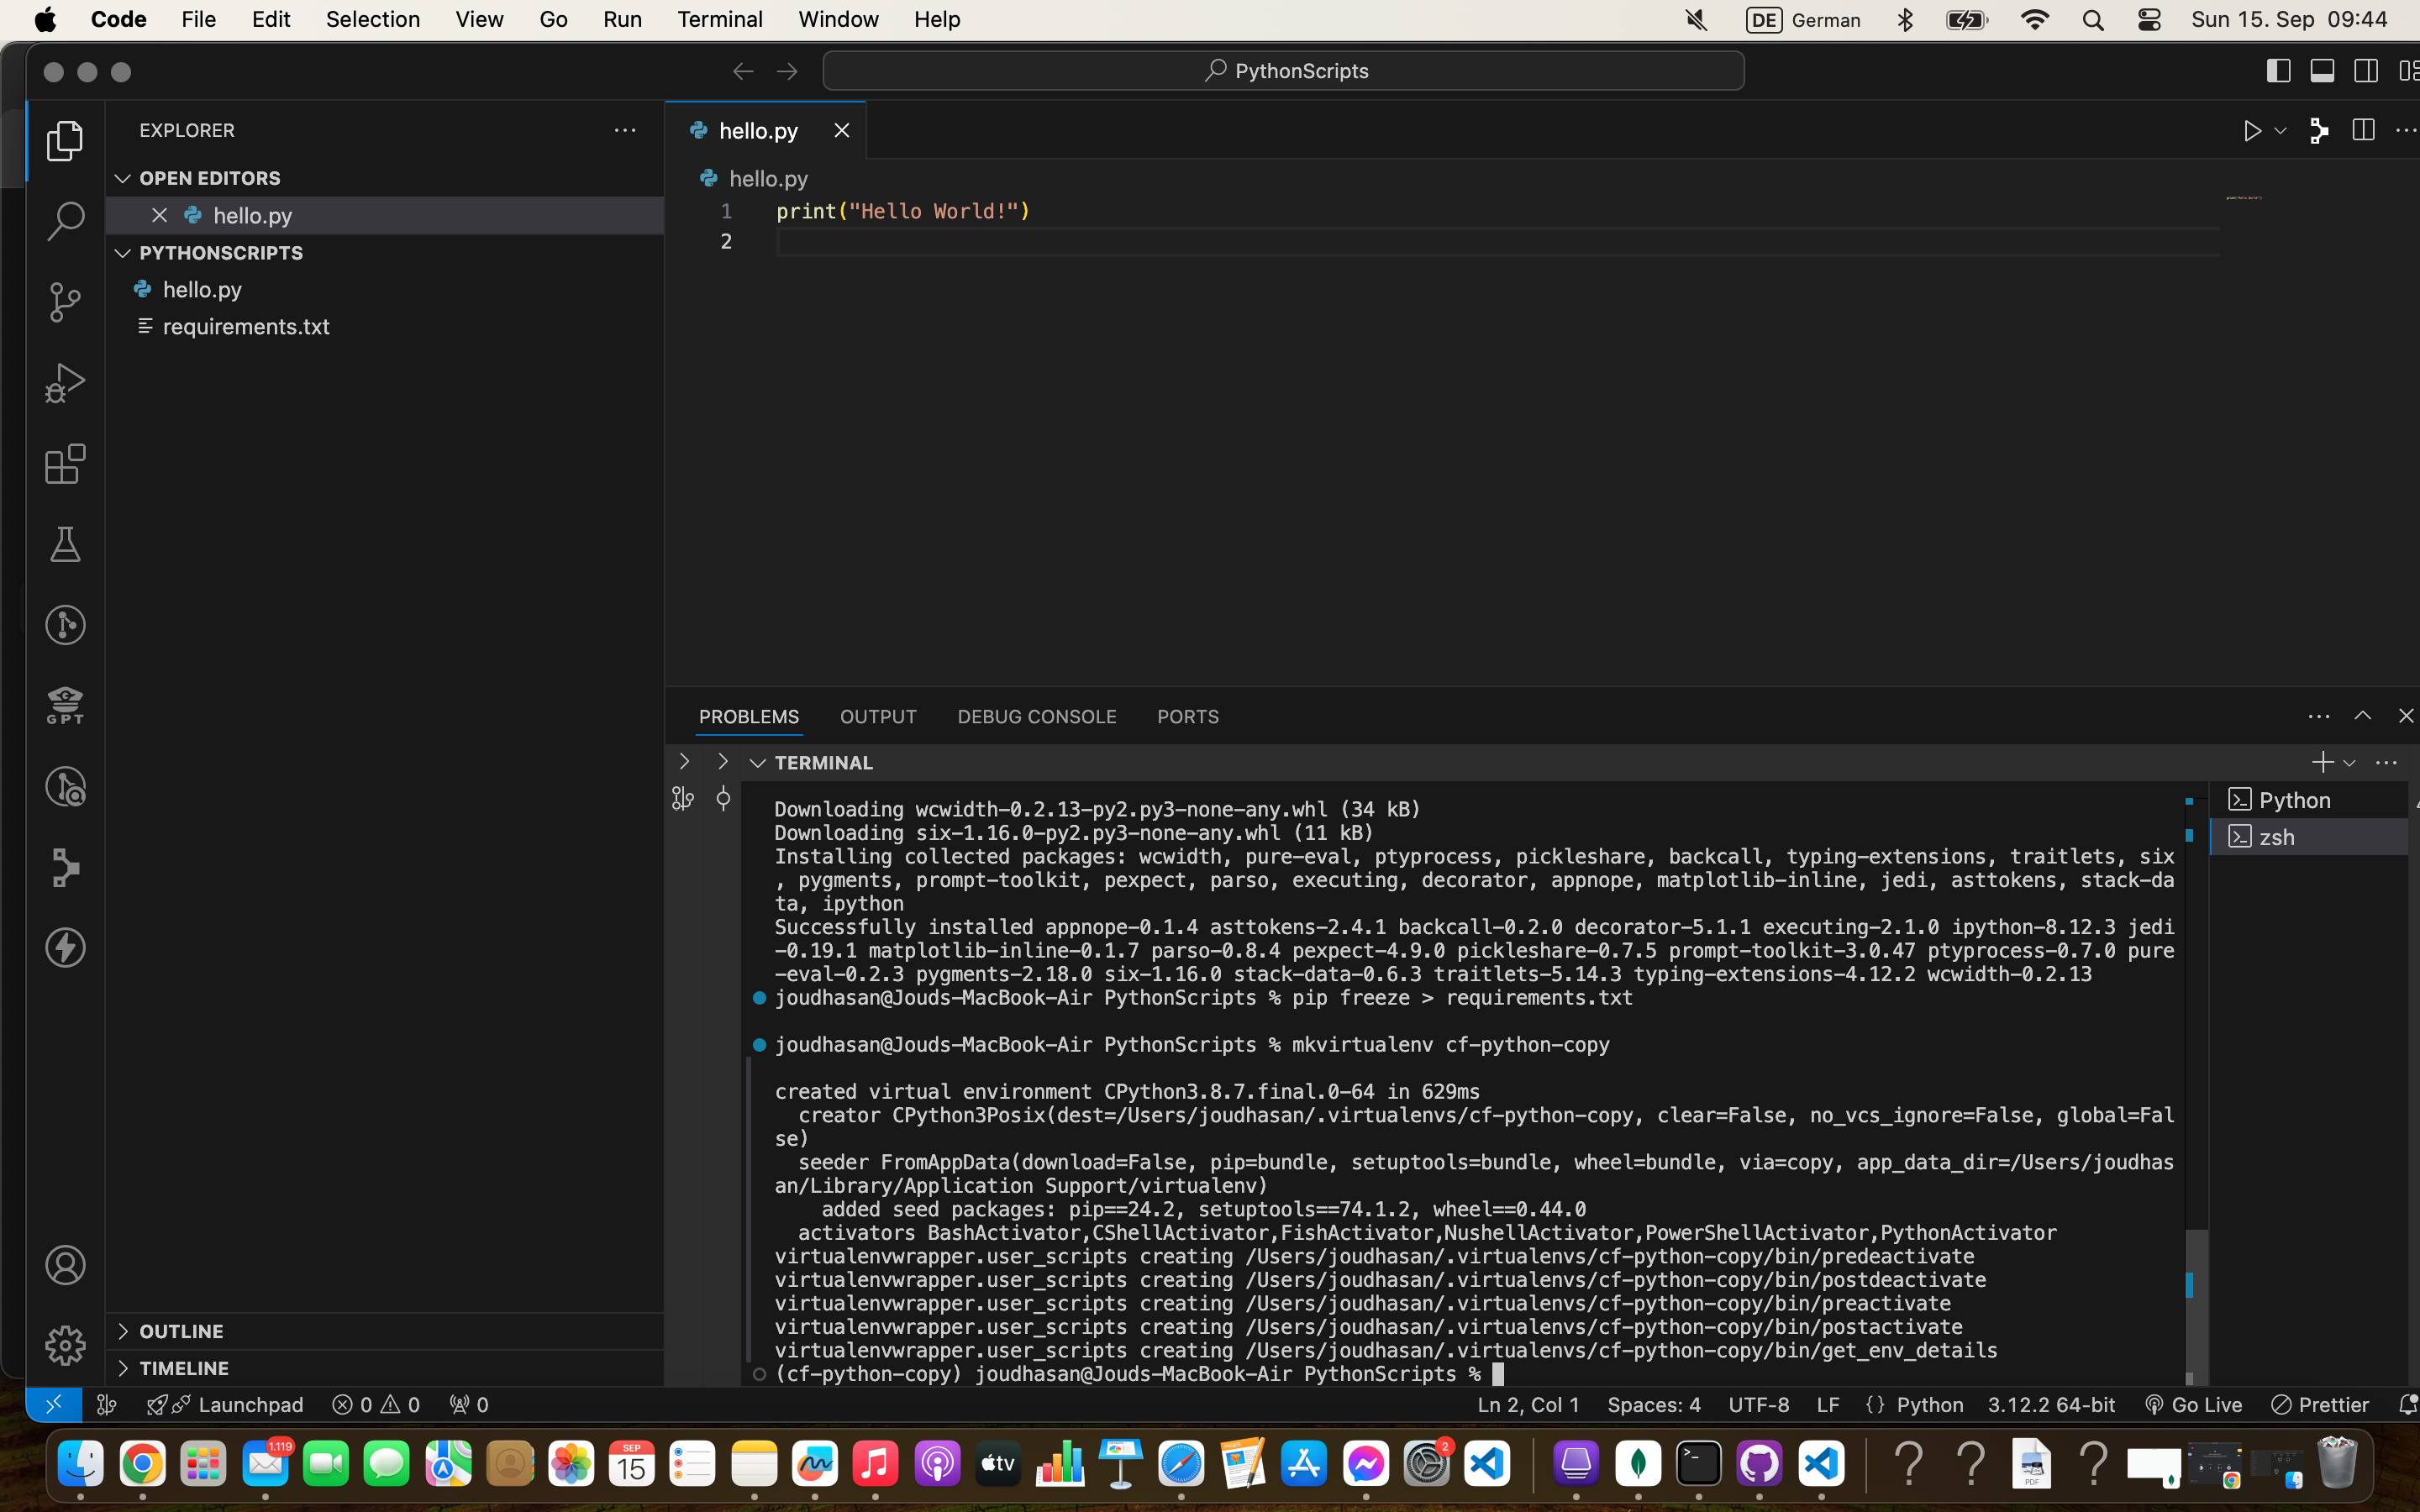 Code File Edit Selection View Go Run Terminal Window Help DE German Sun 15. Sep 09:44
PythonScripts
EXPLORER
OPEN EDITORS
hello.py
PYTHONSCRIPTS
hello.py
requirements.txt
OUTLINE
TIMELINE
GPT
hello.py
hello.py
1 print("Hello World!")
2
PROBLEMS OUTPUT DEBUG CONSOLE PORTS
TERMINAL
Downloading wcwidth-0.2.13-py2.py3-none-any.whl (34 kB)
Downloading six-1.16.0-py2.py3-none-any.whl (11 kB)
Installing collected packages: wcwidth, pure-eval, ptyprocess, pickleshare, backcall, typing-extensions, traitlets, six
, pygments, prompt-toolkit, pexpect, parso, executing, decorator, appnope, matplotlib-inline, jedi, asttokens, stack-da
ta, ipython
Successfully installed appnope-0.1.4 asttokens-2.4.1 backcall-0.2.0 decorator-5.1.1 executing-2.1.0 ipython-8.12.3 jedi
-0.19.1 matplotlib-inline-0.1.7 parso-0.8.4 pexpect-4.9.0 pickleshare-0.7.5 prompt-toolkit-3.0.47 ptyprocess-0.7.0 pure
-eval-0.2.3 pygments-2.18.0 six-1.16.0 stack-data-0.6.3 traitlets-5.14.3 typing-extensions-4.12.2 wcwidth-0.2.13
joudhasan@Jouds-MacBook-Air PythonScripts % pip freeze > requirements.txt
joudhasan@Jouds-MacBook-Air PythonScripts % mkvirtualenv cf-python-copy
created virtual environment CPython3.8.7.final.0-64 in 629ms
creator CPython3Posix(dest=/Users/joudhasan/.virtualenvs/cf-python-copy, clear=False, no_vcs_ignore=False, global=Fal
se)
seeder FromAppData(download=False, pip=bundle, setuptools=bundle, wheel=bundle, via=copy, app_data_dir=/Users/joudhas
an/Library/Application Support/virtualenv)
added seed packages: pip==24.2, setuptools==74.1.2, wheel==0.44.0
activators BashActivator,CShellActivator,FishActivator,NushellActivator,PowerShellActivator,PythonActivator
virtualenvwrapper.user_scripts creating /Users/joudhasan/.virtualenvs/cf-python-copy/bin/predeactivate
virtualenvwrapper.user_scripts creating /Users/joudhasan/.virtualenvs/cf-python-copy/bin/postdeactivate
virtualenvwrapper.user_scripts creating /Users/joudhasan/.virtualenvs/cf-python-copy/bin/preactivate
virtualenvwrapper.user_scripts creating /Users/joudhasan/.virtualenvs/cf-python-copy/bin/postactivate
virtualenvwrapper.user_scripts creating /Users/joudhasan/.virtualenvs/cf-python-copy/bin/get_env_details
(cf-python-copy) joudhasan@Jouds-MacBook-Air PythonScripts %
Python
zsh
Launchpad 0 0 0 Ln 2, Col 1 Spaces: 4 UTF-8 LF {} Python 3.12.2 64-bit Go Live Prettier
1.119 SEP 15 tv 2 PDF